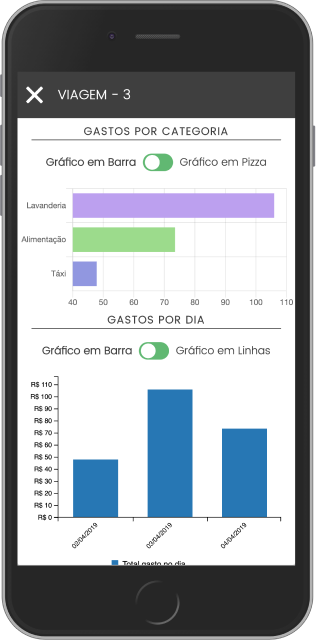 VIAGEM - 3
GASTOS POR CATEGORIA
Gráfico em Barra Gráfico em Pizza
Lavanderia
Alimentação
Táxi
40 50 60 70 80 90 100 110
GASTOS POR DIA
Gráfico em Barra Gráfico em Linhas
R$ 110
R$ 100
R$ 90
R$ 80
R$ 70
R$ 60
R$ 50
R$ 40
R$ 30
R$ 20
R$ 10
R$ 0
02/04/2019 03/04/2019 04/04/2019
Total gasto no dia